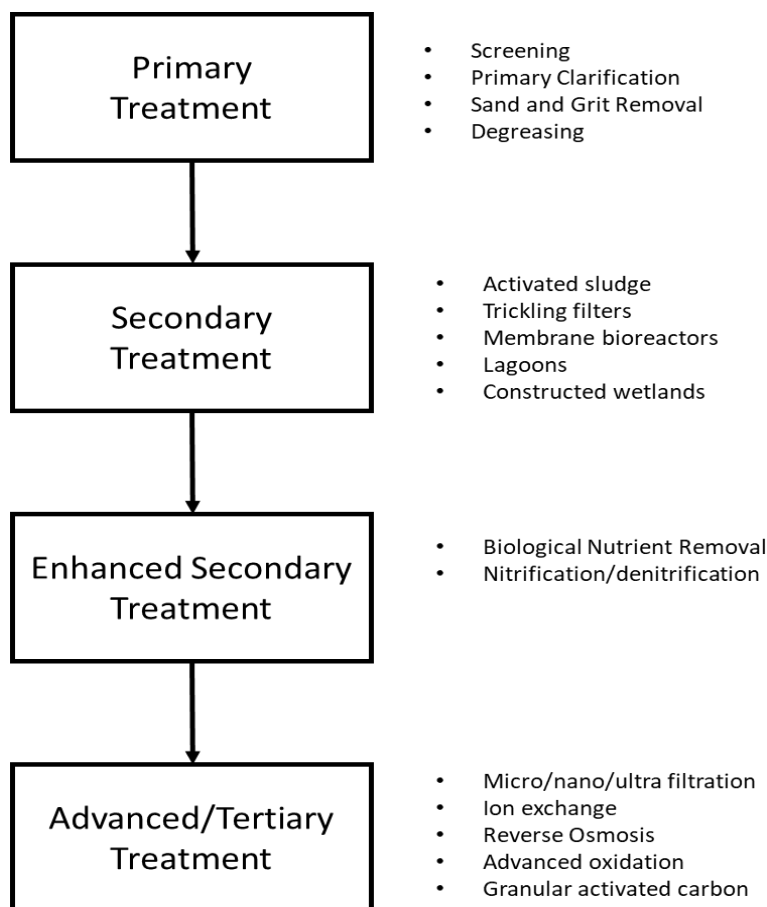 Primary
Treatment
• Screening
• Primary Clarification
• Sand and Grit Removal
• Degreasing
Secondary
Treatment
• Activated sludge
• Trickling filters
• Membrane bioreactors
• Lagoons
• Constructed wetlands
Enhanced Secondary
Treatment
• Biological Nutrient Removal
• Nitrification/denitrification
Advanced/Tertiary
Treatment
• Micro/nano/ultra filtration
• Ion exchange
• Reverse Osmosis
• Advanced oxidation
• Granular activated carbon